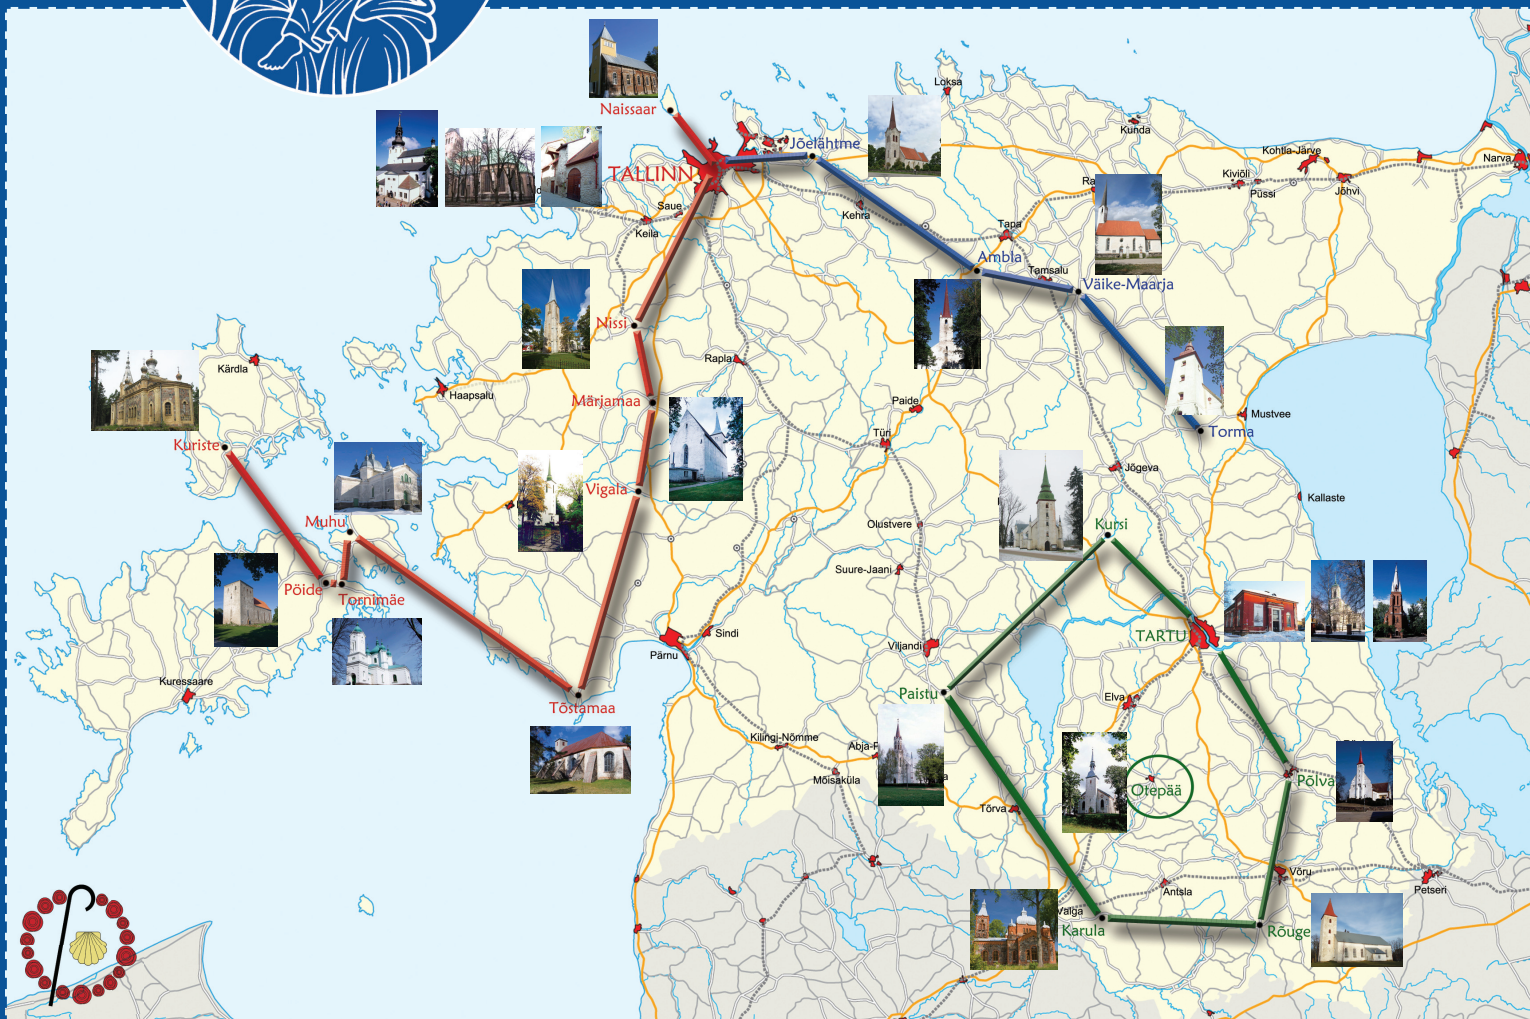 Loksa
Naissaar
Kunda
Jõelähtme
Kohtla-Järve
Narva
TALLINN
Kiviõli
Püssi
Jõhvi
Saue
Keila
Kehra
Tapa
Ambla
Tamsalu
Väike-Maarja
Nissi
Rapla
Kärdla
Haapsalu
Märjamaa
Paide
Mustvee
Türi
Torma
Kuriste
Jõgeva
Vigala
Kallaste
Muhu
Olustvere
Kursi
Suure-Jaani
Pöide
Tornimäe
Sindi
TARTU
Pärnu
Viljandi
Kuressaare
Paistu
Elva
Tõstamaa
Kilingi-Nõmme
Mõisaküla
Otepää
Põlva
Tõrva
Võru
Antsla
Petseri
Valga
Karula
Rõuge